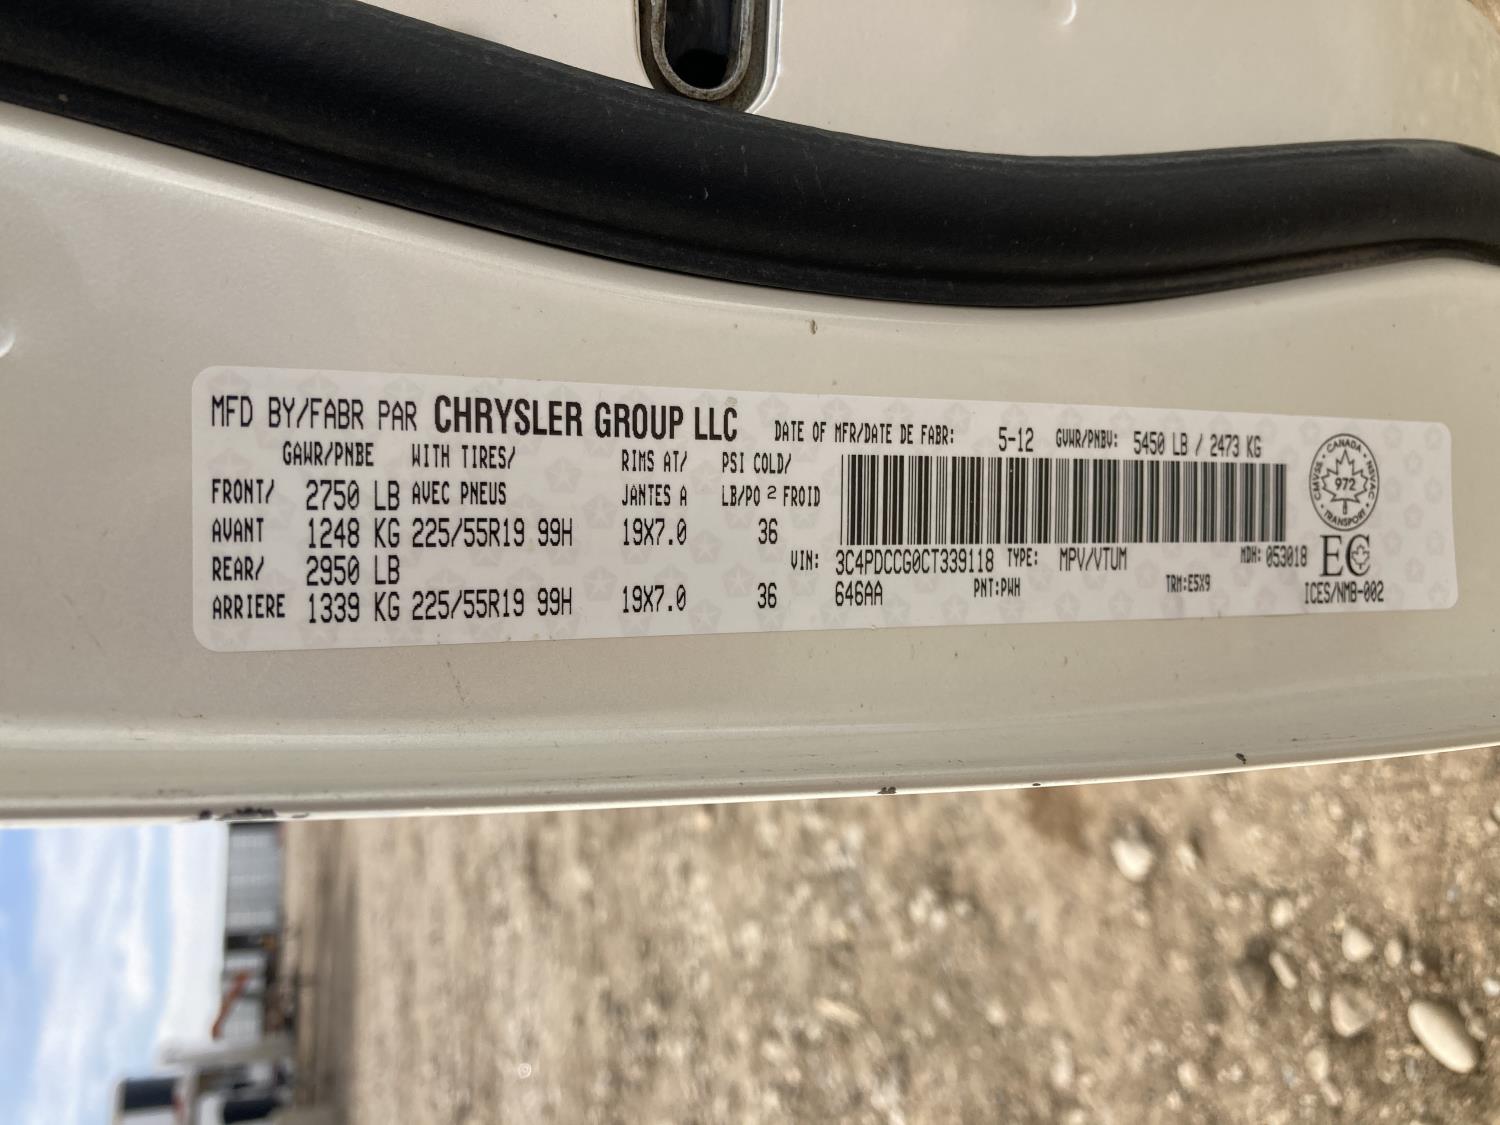 MFD BY/FABR PAR CHRYSLER GROUP LLC DATE OF MFR/DATE DE FABR: 5-12 GVWR/PNBV: 5450 LB / 2473 KG
GAWR/PNBE WITH TIRES/ RIMS AT/ PSI COLD/
FRONT/ 2750 LB AVEC PNEUS JANTES A LB/PO 2 FROID
AVANT 1248 KG 225/55R19 99H 19X7.0 36
REAR/ 2950 LB
ARRIERE 1339 KG 225/55R19 99H 19X7.0 36
VIN: 3C4PDCCG0CT339118 TYPE: MPV/VTUM MDH: 053018
646AA PNT:PWH TRM:E5X9
CANADA
CMVSS NSVAC
972
TRANSPORT
EC
ICES/NMB-002